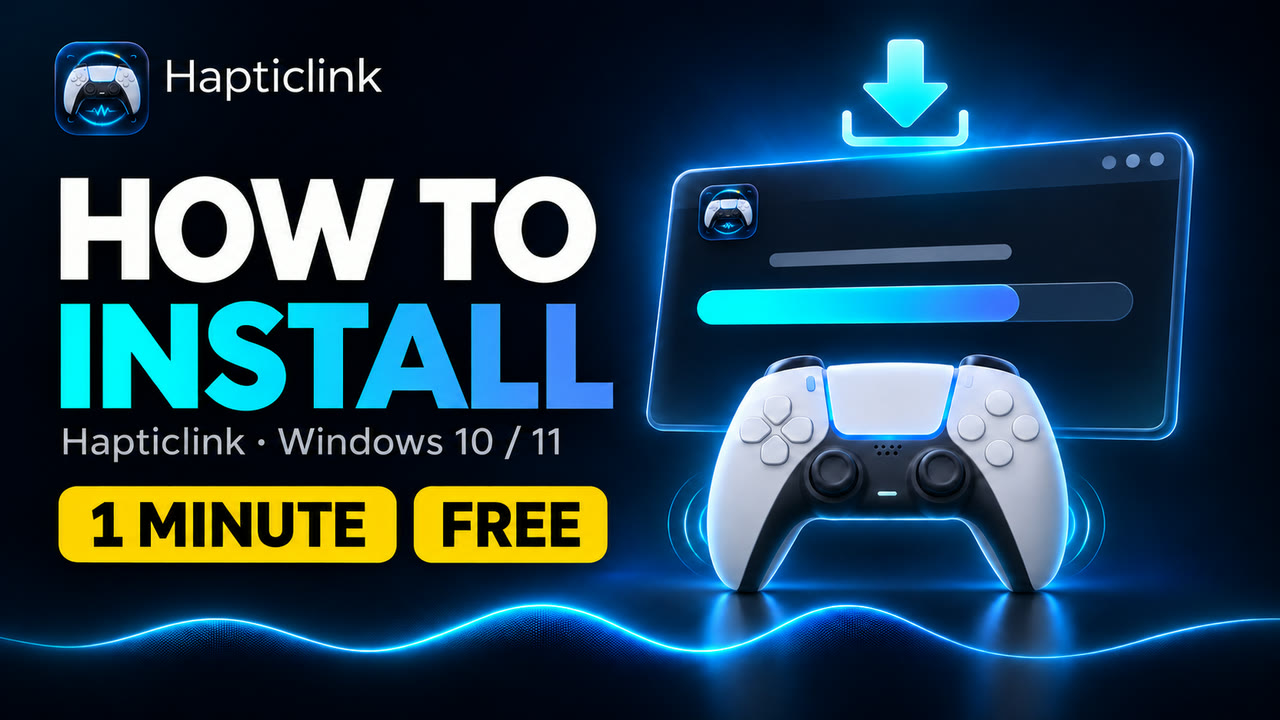 Hapticlink
HOW TO
INSTALL
Hapticlink · Windows 10 / 11
1 MINUTE
FREE